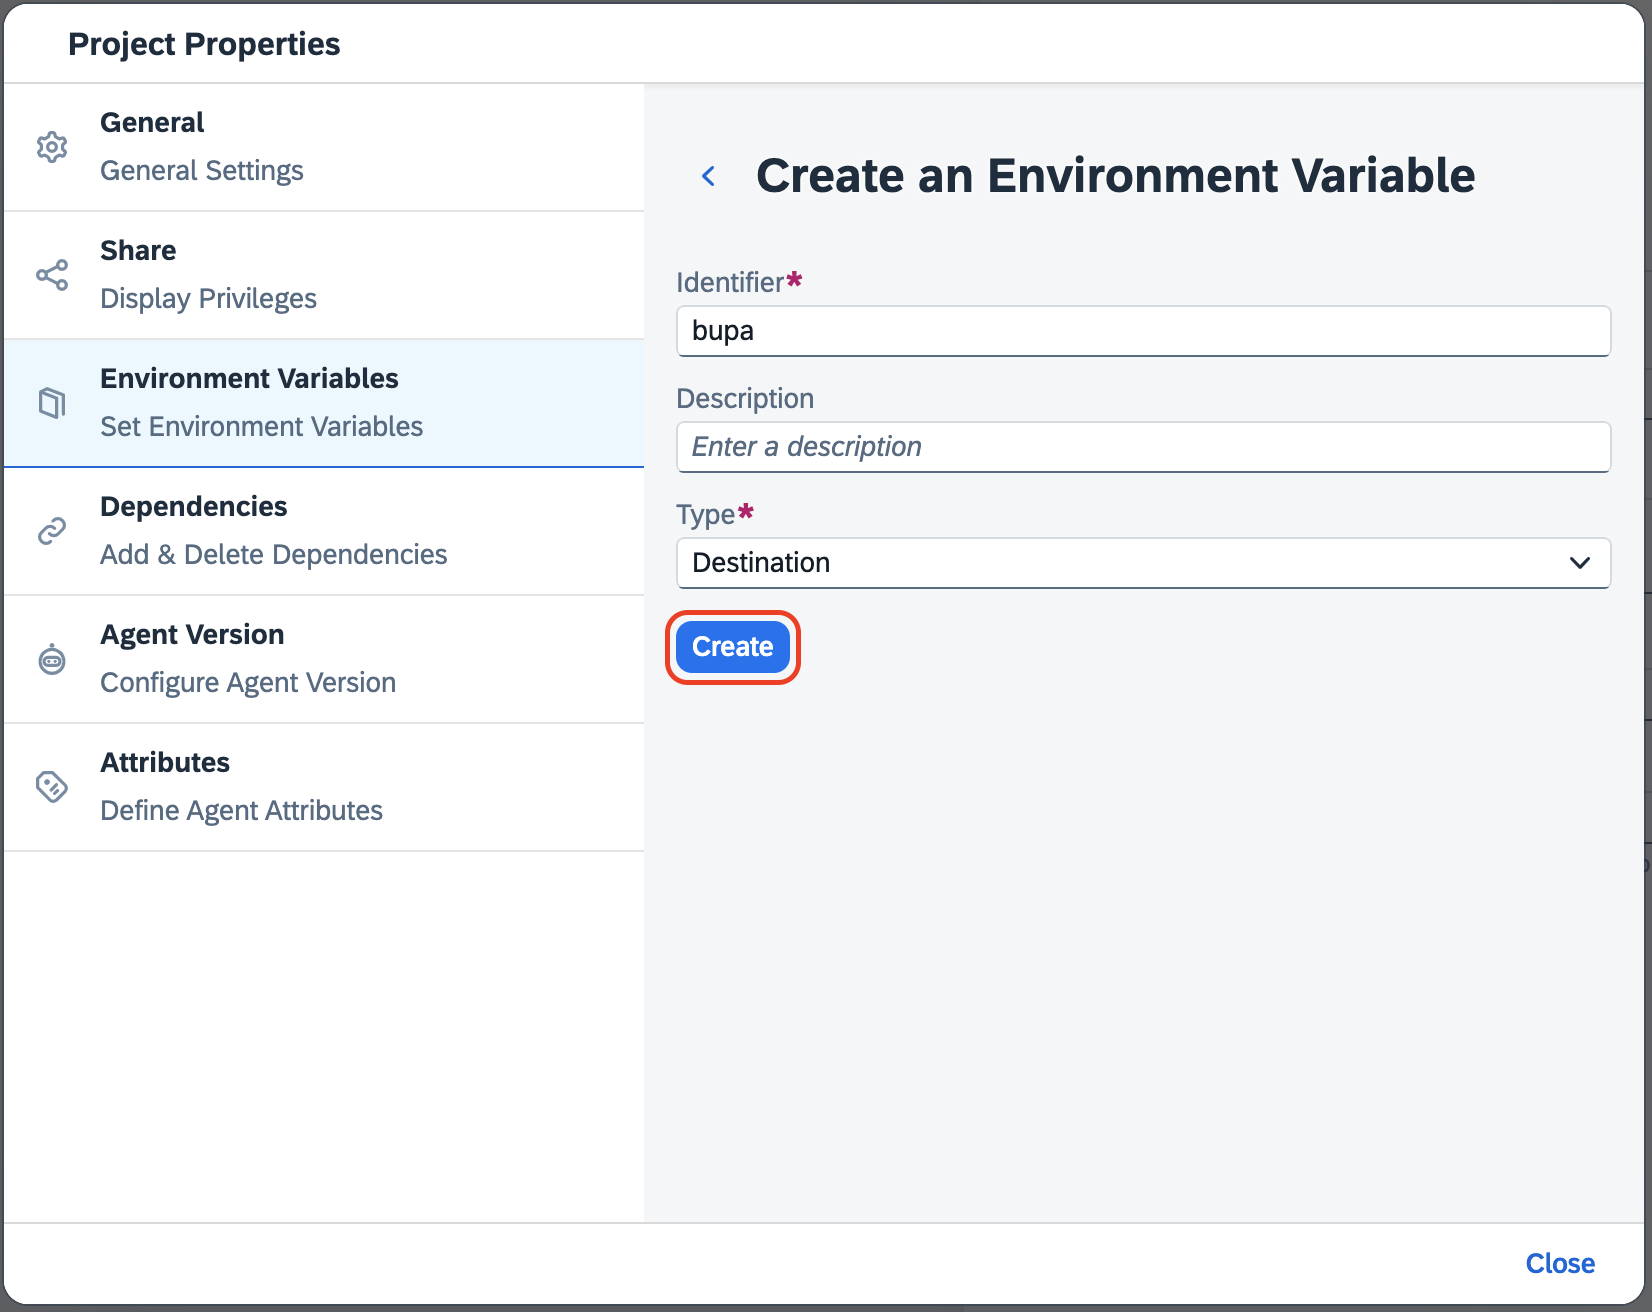 Project Properties
General
General Settings
Share
Display Privileges
Environment Variables
Set Environment Variables
Dependencies
Add & Delete Dependencies
Agent Version
Configure Agent Version
Attributes
Define Agent Attributes
Create an Environment Variable
Identifier*
bupa
Description
Enter a description
Type*
Destination
Create
Close